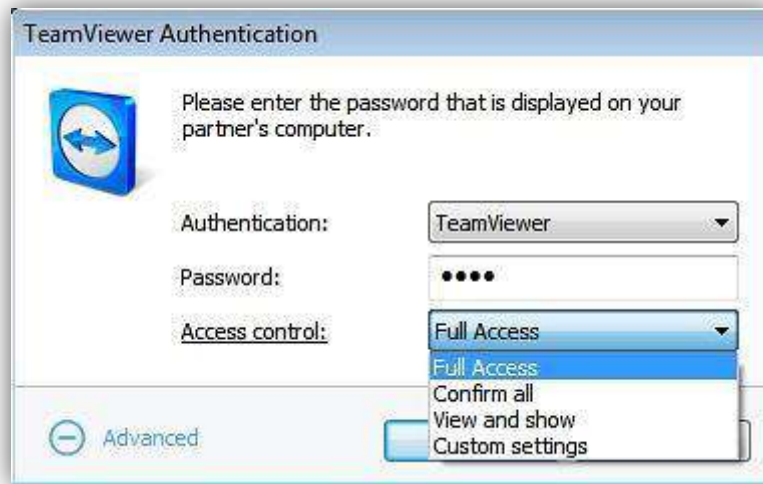 TeamViewer Authentication
Please enter the password that is displayed on your
partner's computer.
Authentication: TeamViewer
Password: ••••
Access control: Full Access
Full Access
Confirm all
View and show
Custom settings
Advanced